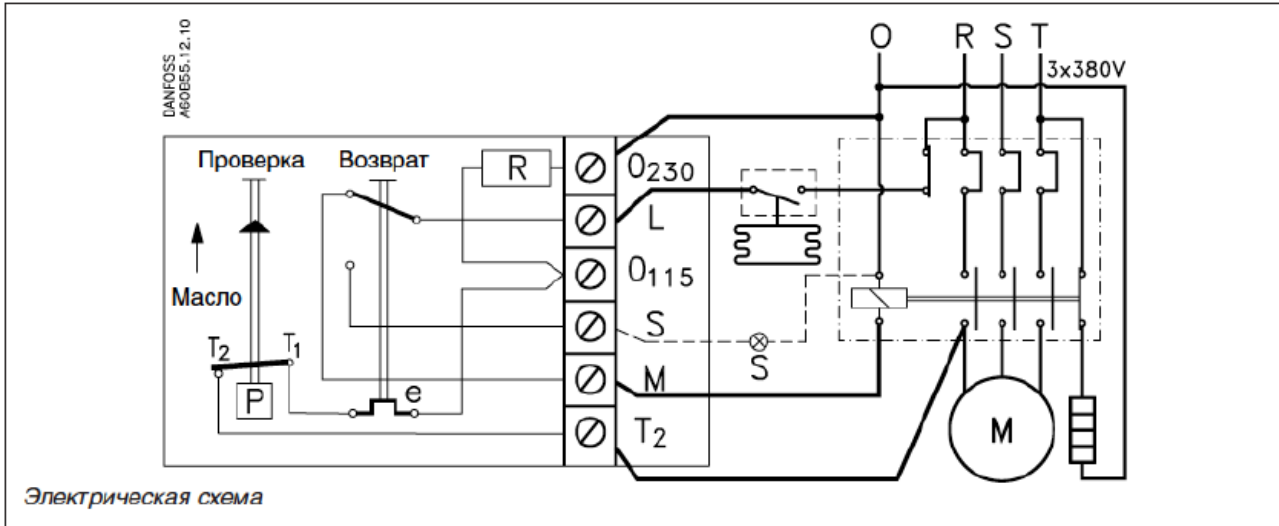 DANFOSS
A60B55.12.10
O R S T
3x380V
Проверка Возврат
R
O230
L
O115
Масло
S
S
T2 T1
M
P
e
T2
M
Электрическая схема